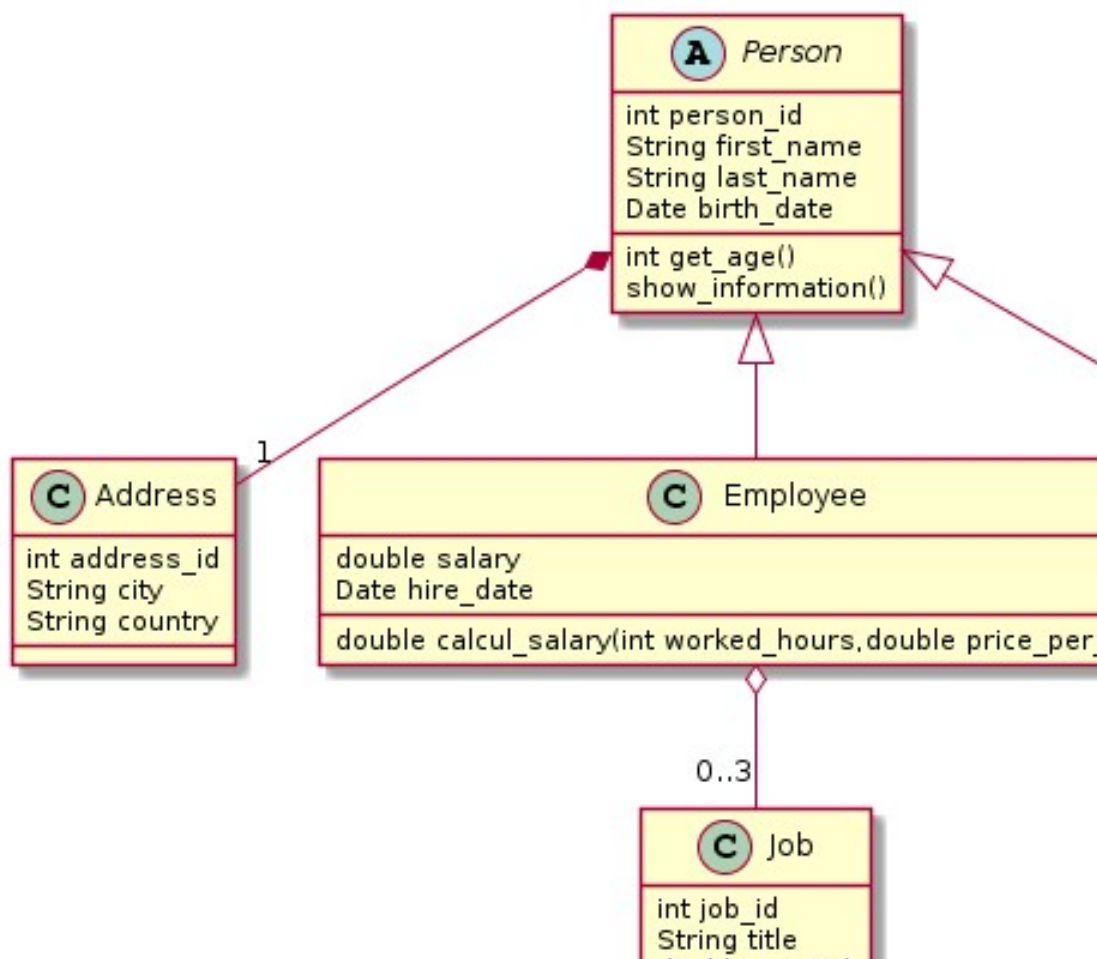 A Person
int person_id
String first_name
String last_name
Date birth_date
int get_age()
show_information()
1
C Address
int address_id
String city
String country
C Employee
double salary
Date hire_date
double calcul_salary(int worked_hours,double price_per_
0..3
C Job
int job_id
String title